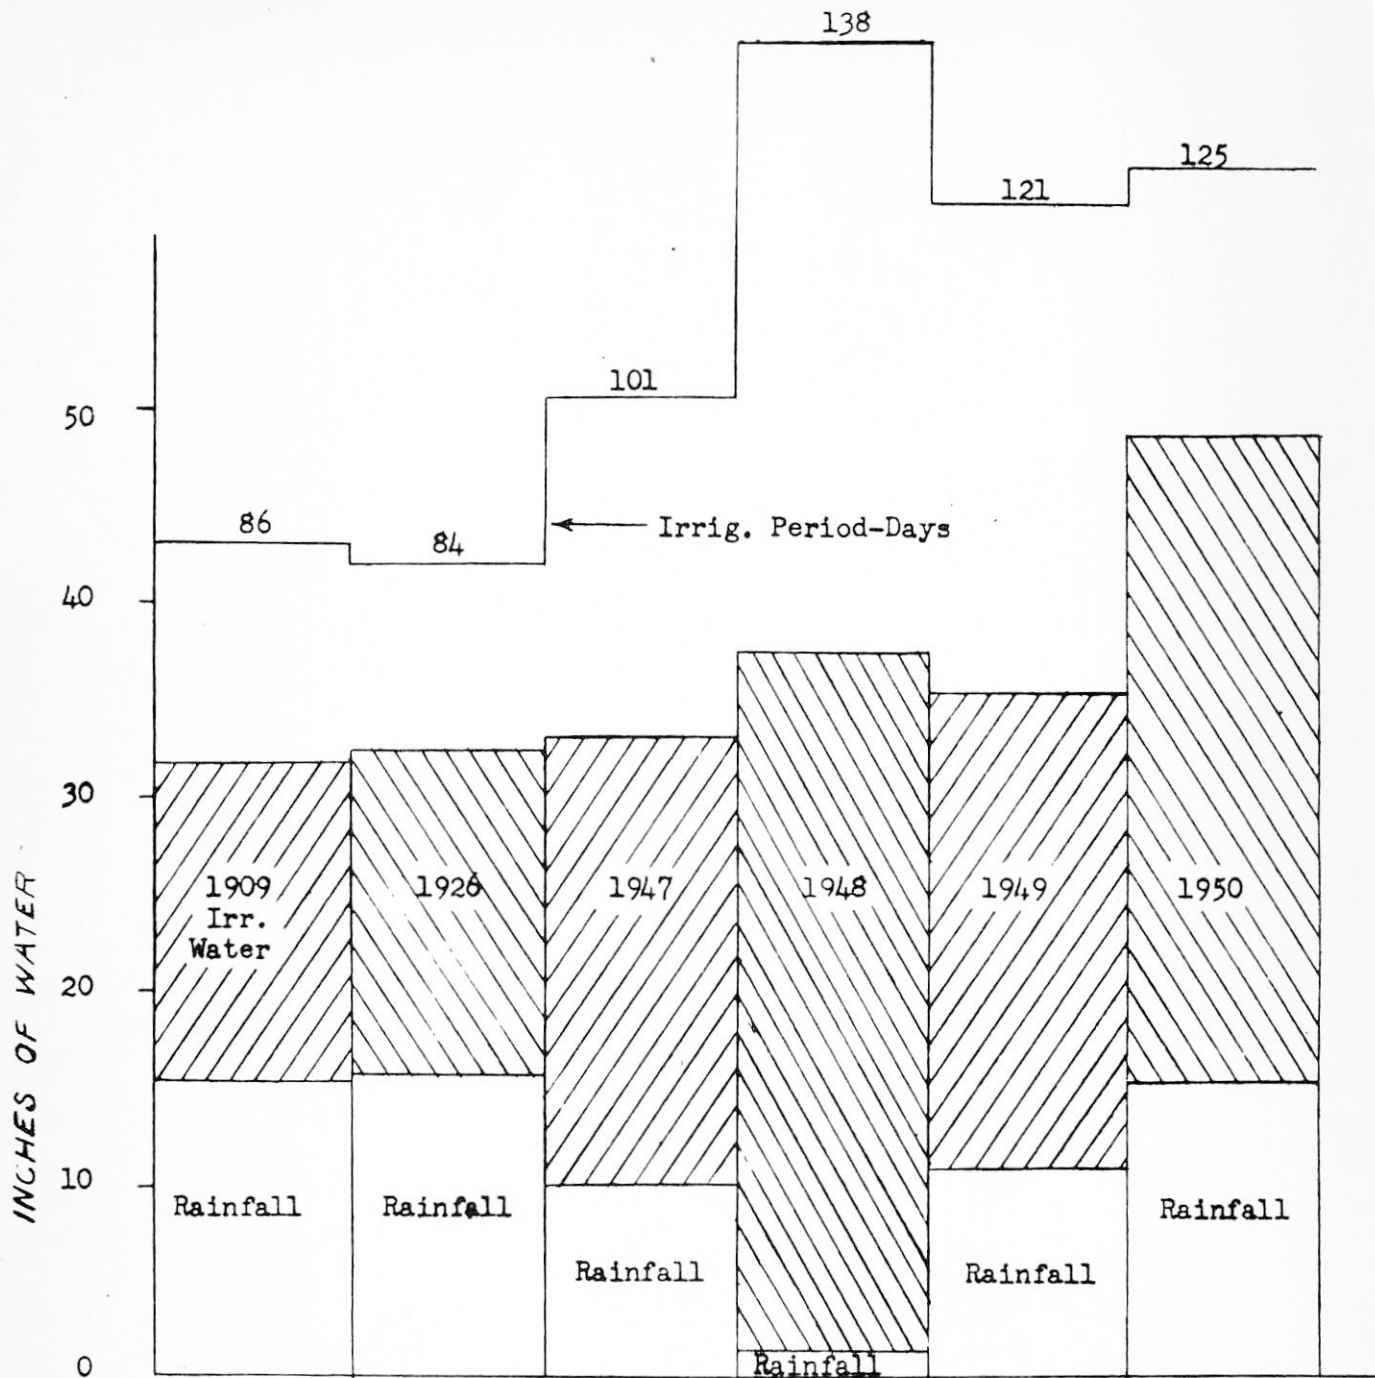 138
125
121
101
50
86
84
Irrig. Period-Days
40
30
1909
Irr.
Water
1926
1947
1948
1949
1950
20
10
Rainfall
Rainfall
Rainfall
Rainfall
Rainfall
Rainfall
0
INCHES OF WATER